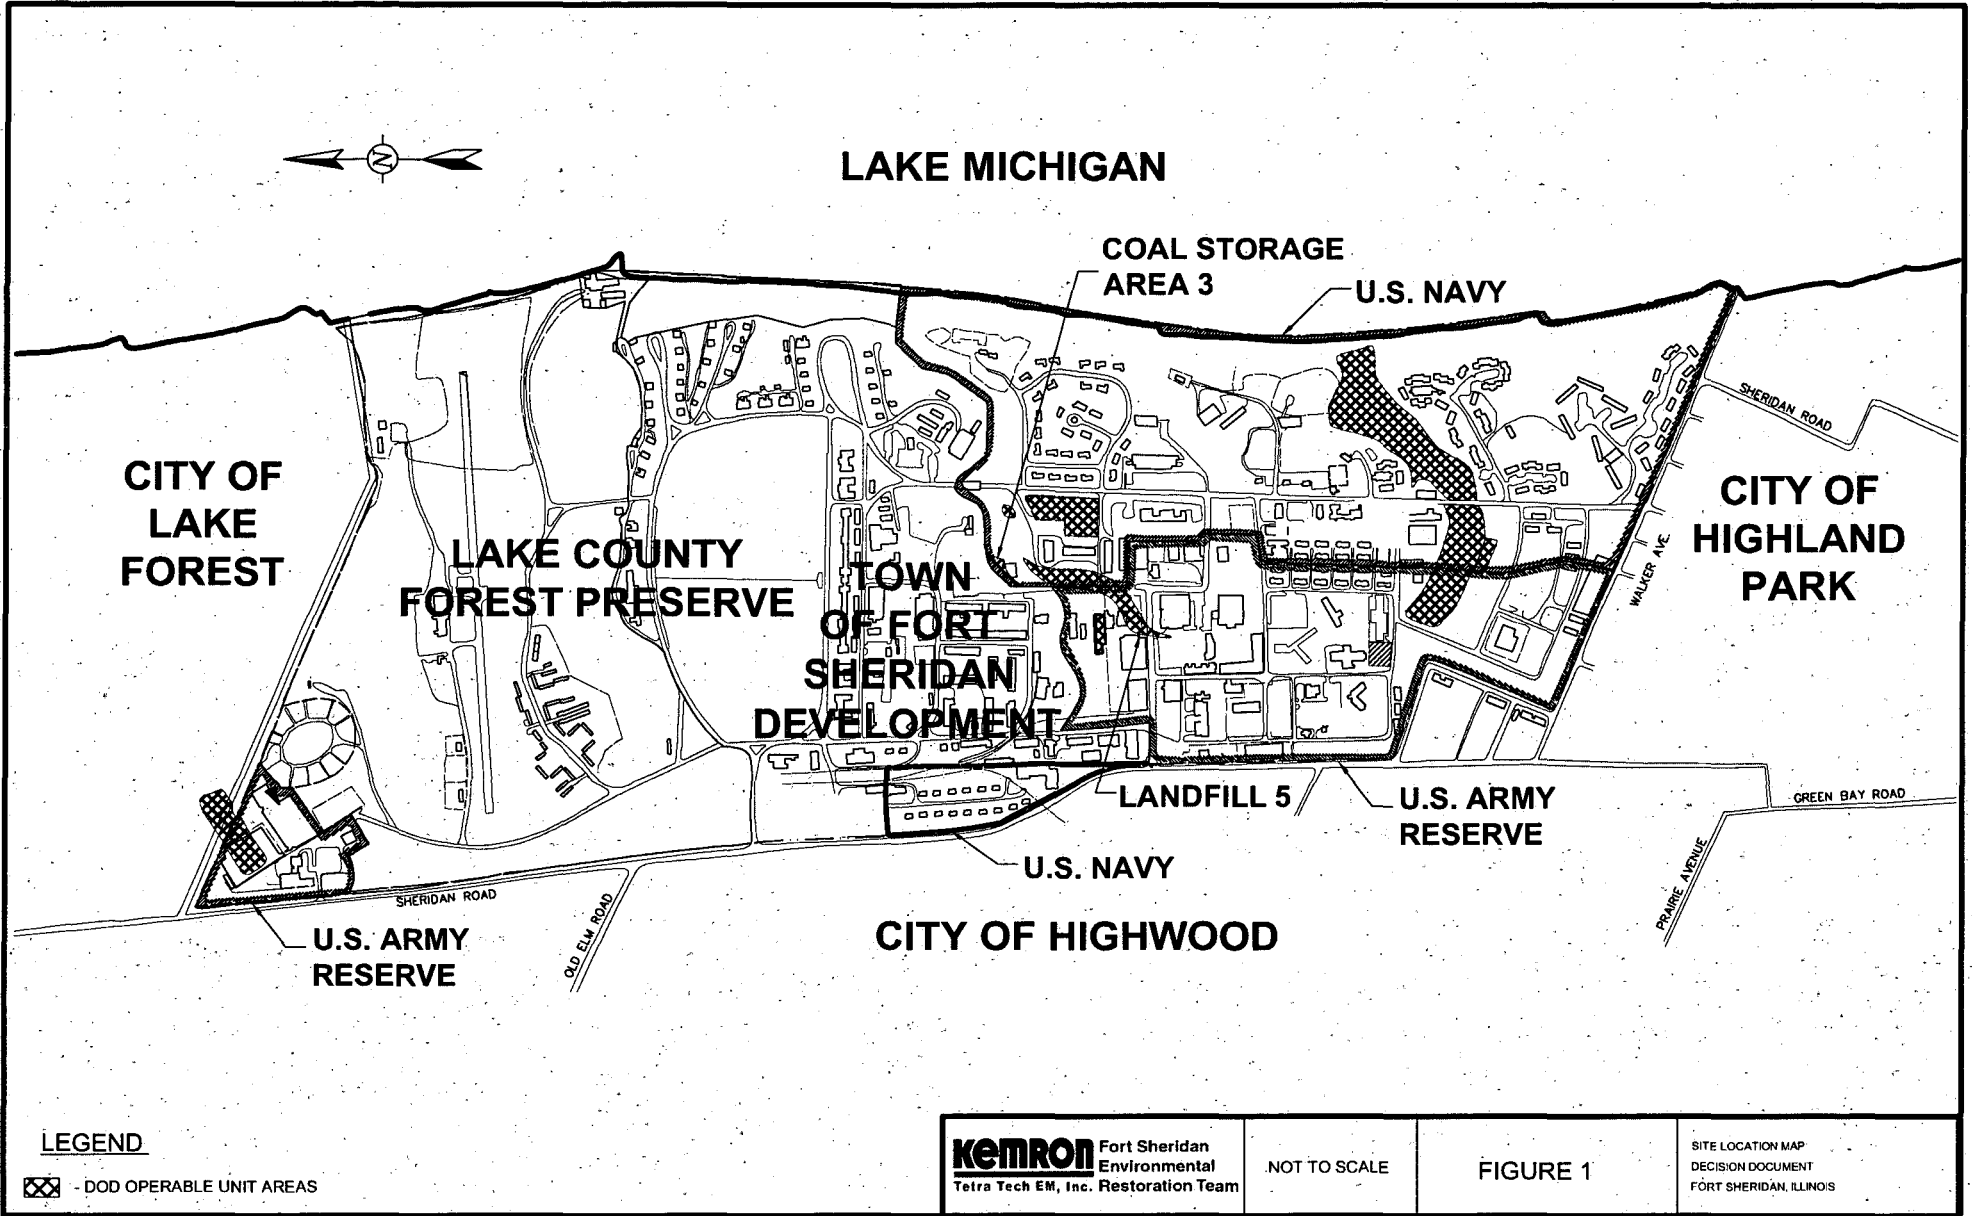 N
LAKE MICHIGAN
COAL STORAGE
AREA 3
U.S. NAVY
SHERIDAN ROAD
CITY OF
LAKE
FOREST
LAKE COUNTY
FOREST PRESERVE
TOWN
OF FORT
SHERIDAN
DEVELOPMENT
CITY OF
HIGHLAND
PARK
WALKER AVE.
LANDFILL 5
U.S. ARMY
RESERVE
GREEN BAY ROAD
PRAIRIE AVENUE
U.S. NAVY
SHERIDAN ROAD
OLD ELM ROAD
U.S. ARMY
RESERVE
CITY OF HIGHWOOD
LEGEND
- DOD OPERABLE UNIT AREAS
KEMRON
Tetra Tech EM, Inc.
Fort Sheridan
Environmental
Restoration Team
NOT TO SCALE
FIGURE 1
SITE LOCATION MAP
DECISION DOCUMENT
FORT SHERIDAN, ILLINOIS